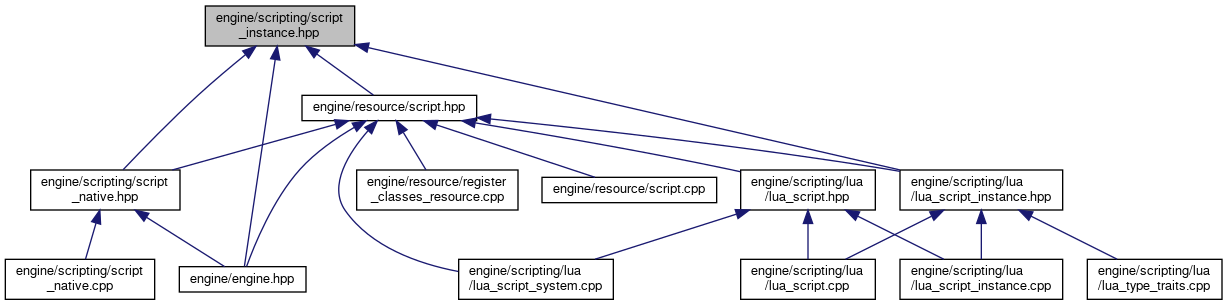 engine/scripting/script
_instance.hpp
engine/resource/script.hpp
engine/scripting/script
_native.hpp
engine/resource/register
_classes_resource.cpp
engine/resource/script.cpp
engine/scripting/lua
/lua_script.hpp
engine/scripting/lua
/lua_script_instance.hpp
engine/scripting/script
_native.cpp
engine/engine.hpp
engine/scripting/lua
/lua_script_system.cpp
engine/scripting/lua
/lua_script.cpp
engine/scripting/lua
/lua_script_instance.cpp
engine/scripting/lua
/lua_type_traits.cpp